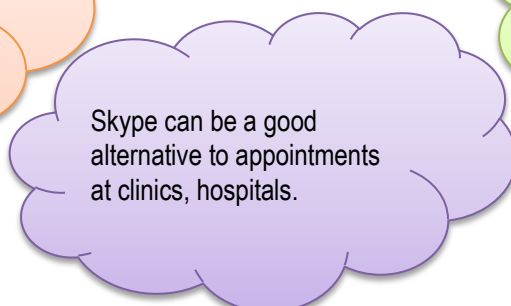 Skype can be a good
alternative to appointments
at clinics, hospitals.